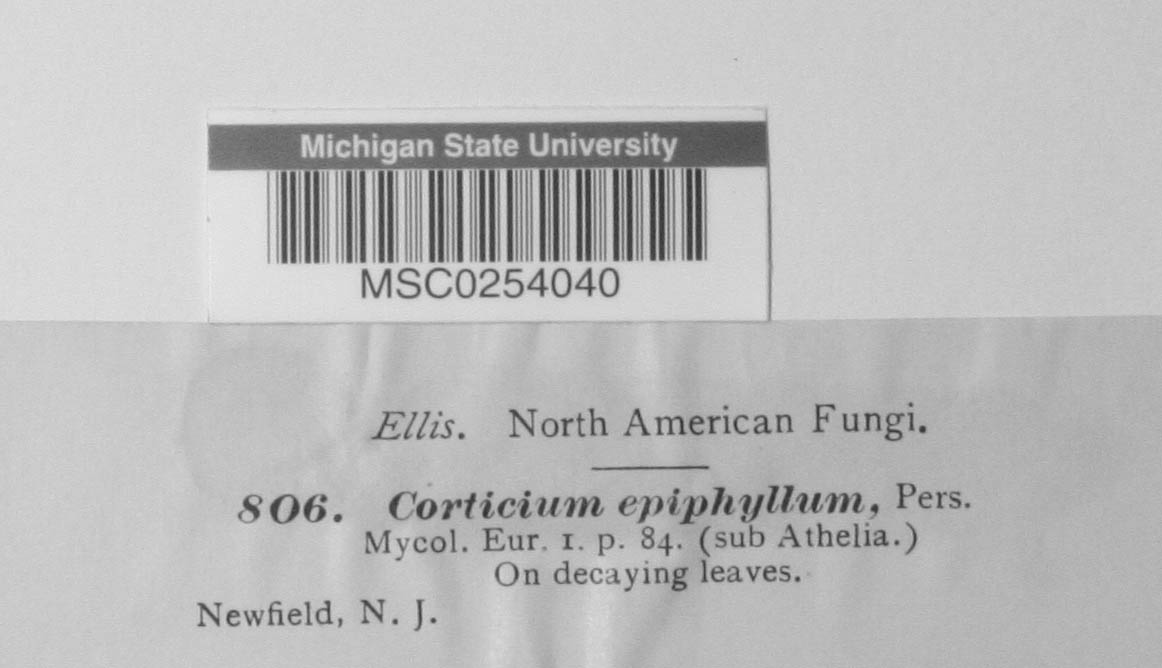 Michigan State University
MSC0254040
Ellis. North American Fungi.
806. Corticium epiphyllum, Pers.
Mycol. Eur. 1. p. 84. (sub Athelia.)
On decaying leaves.
Newfield, N. J.